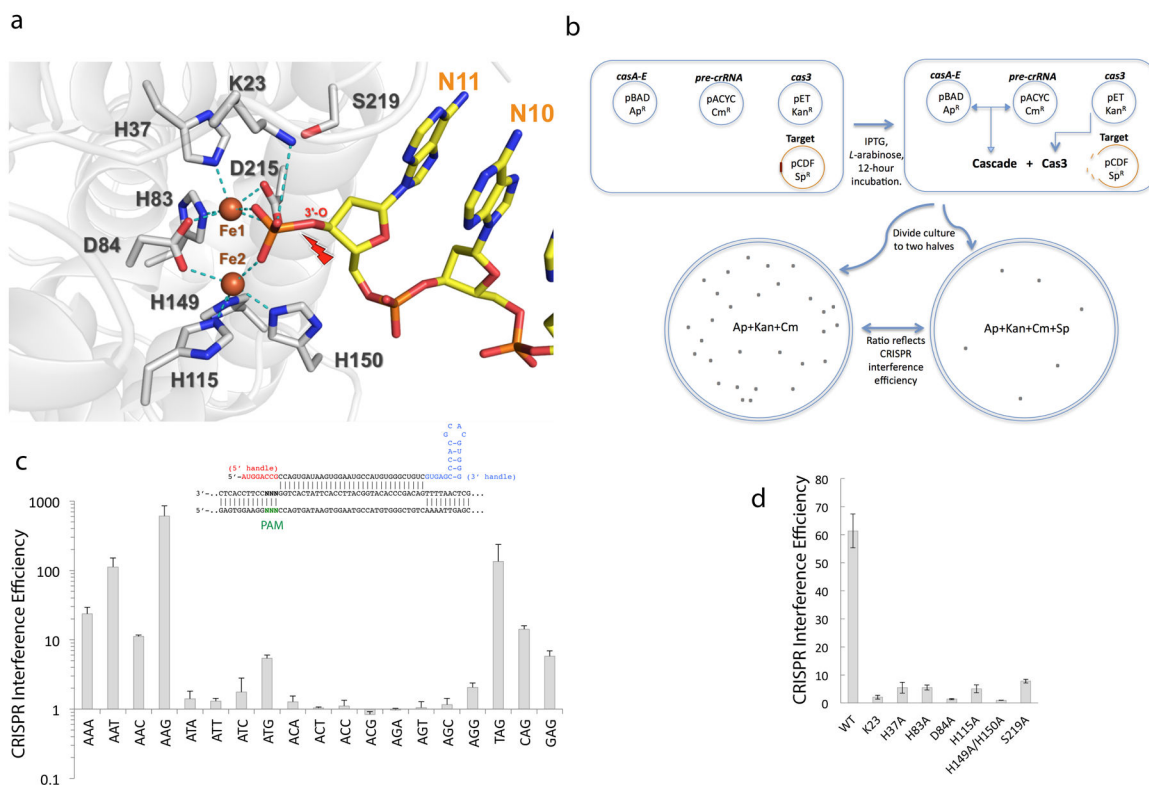 a
K23
S219
N11
N10
H37
D215
H83
3'-O
Fe1
D84
Fe2
H149
H150
H115
b
casA-E
pre-crRNA
cas3
pBAD
ApR
pACYC
CmR
pET
KanR
Target
pCDF
SpR
IPTG,
L-arabinose,
12-hour
incubation.
casA-E
pre-crRNA
cas3
pBAD
ApR
pACYC
CmR
pET
KanR
Target
Cascade + Cas3
pCDF
SpR
Divide culture
to two halves
Ap+Kan+Cm
Ap+Kan+Cm+Sp
Ratio reflects
CRISPR
interference
efficiency
c
C A
G C
A G
U
C G
C G
(5' handle)
5'-AUGGACCGCCAGUGAUAAGUGGAAUGCCAUGUGGGCUGUCGUGAGC-G (3' handle)
3'-..CTCACCTTCCNNNGGTCACTATTCACCTTACGGTACACCCGACAGTTTTAACTCG...
5'-..GAGTGGAAGGNNNCCAGTGATAAGTGGAATGCCATGTGGGCTGTCAAAATTGAGC...
PAM
CRISPR Interference Efficiency
1000
100
10
1
0.1
AAA
AAT
AAC
AAG
ATA
ATT
ATC
ATG
ACA
ACT
ACC
ACG
AGA
AGT
AGC
AGG
TAG
CAG
GAG
d
CRISPR Interference Efficiency
80
70
60
50
40
30
20
10
0
WT
K23
H37A
H83A
D84A
H115A
H149A/H150A
S219A